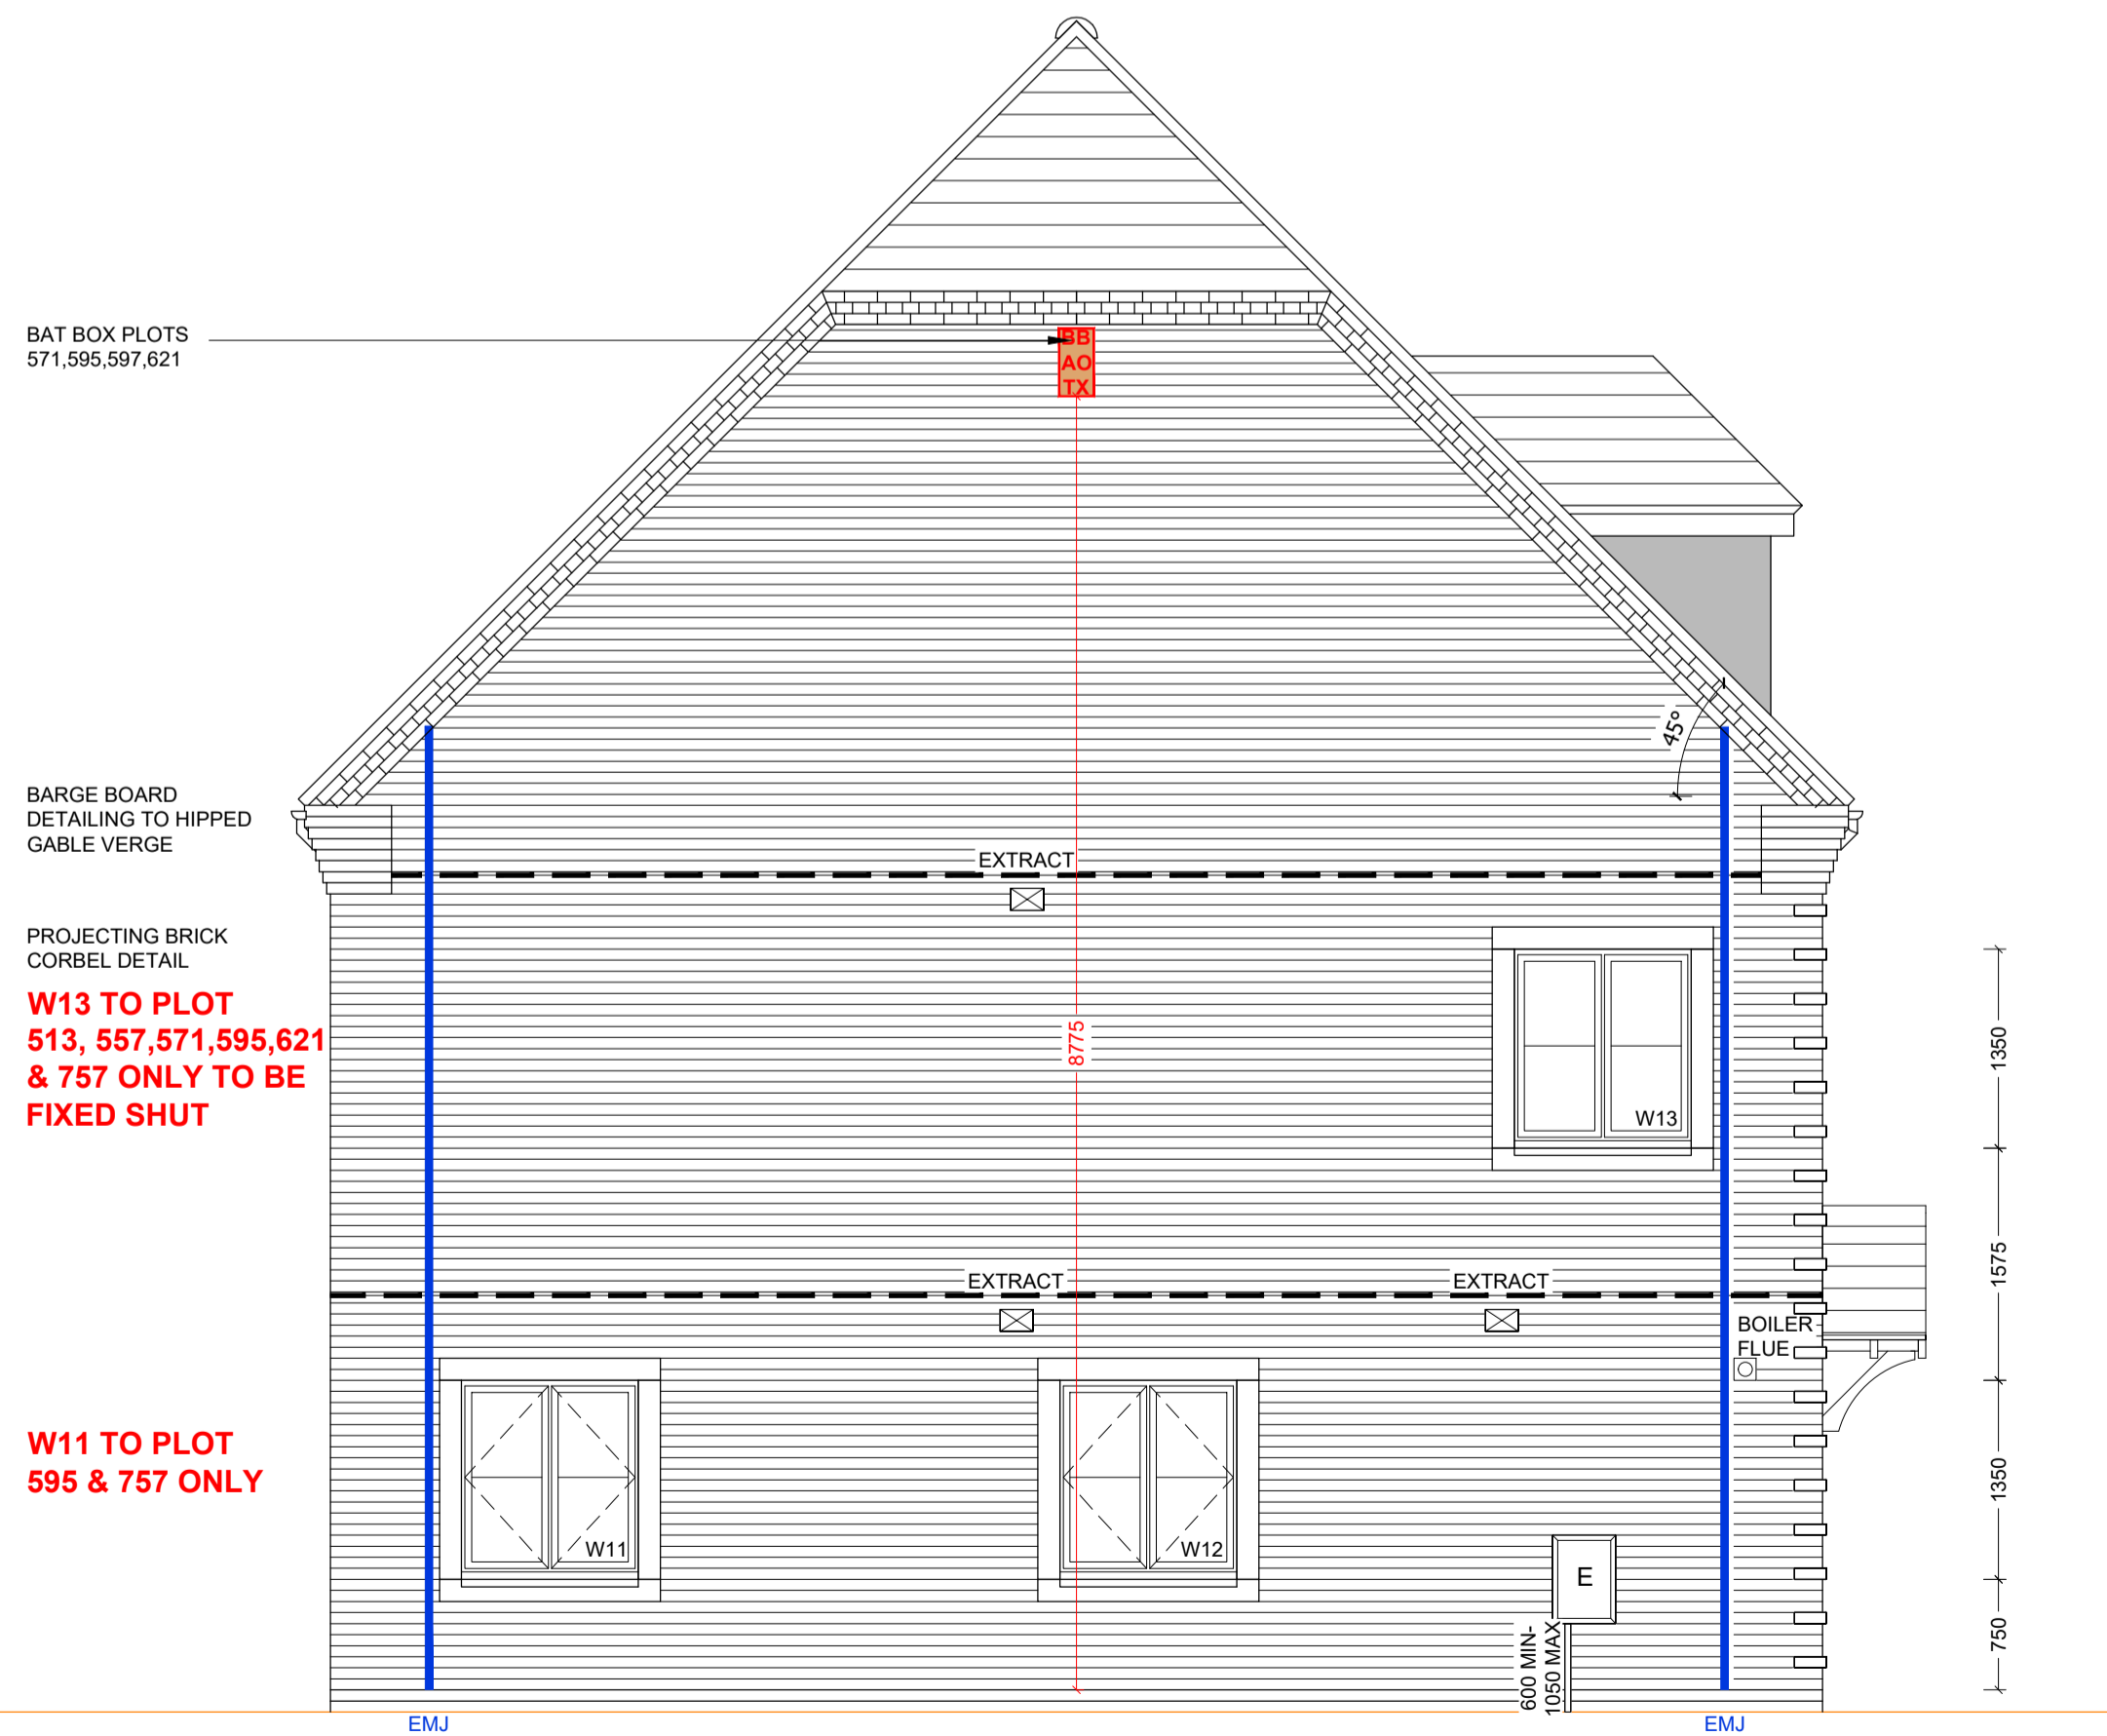 BAT BOX PLOTS
571,595,597,621
BB
AO
TX
45°
BARGE BOARD
DETAILING TO HIPPED
GABLE VERGE
EXTRACT
PROJECTING BRICK
CORBEL DETAIL
W13 TO PLOT
513, 557,571,595,621
& 757 ONLY TO BE
FIXED SHUT
8775
W13
1350
1575
EXTRACT
EXTRACT
BOILER
FLUE
W11 TO PLOT
595 & 757 ONLY
W11
W12
E
1350
750
600 MIN-
1050 MAX
EMJ
EMJ